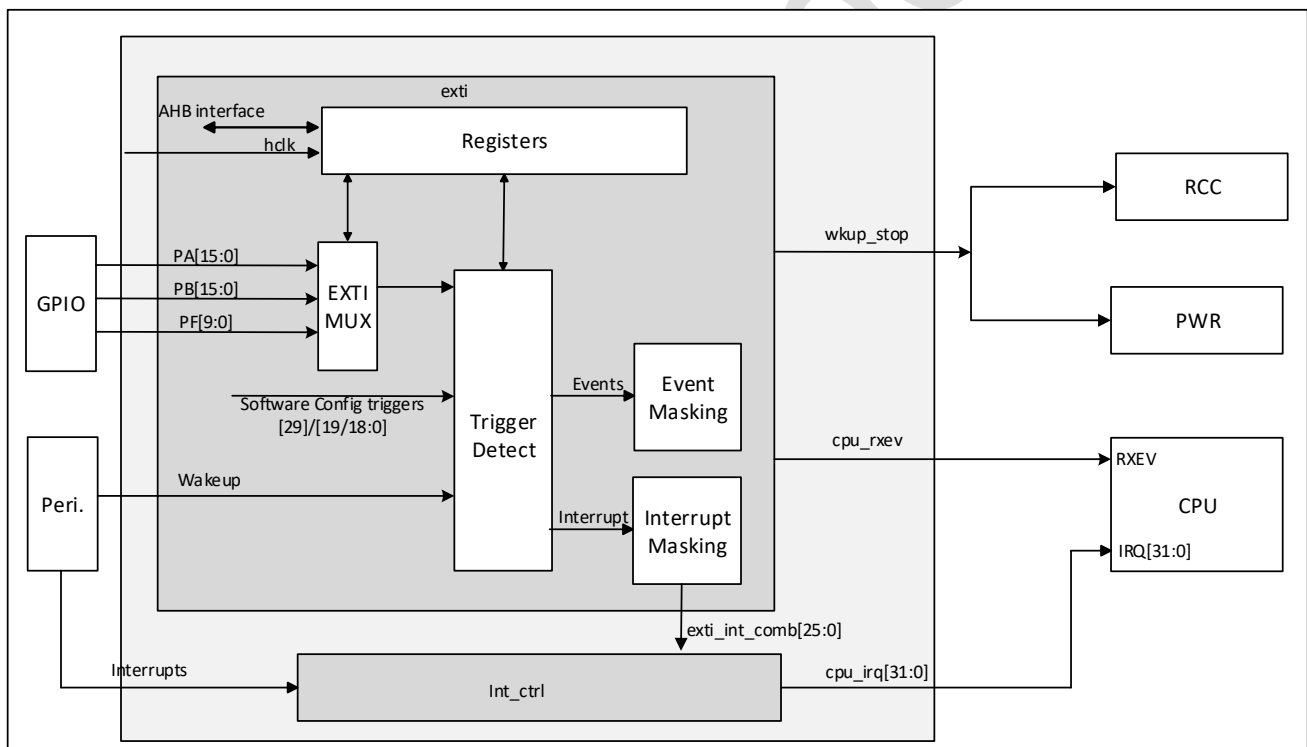 exti
AHB interface
Registers
hclk
RCC
wkup_stop
PA[15:0]
GPIO
PB[15:0]
EXTI
MUX
PF[9:0]
PWR
Events
Event
Masking
Software Config triggers
[29]/[19/18:0]
Trigger
Detect
cpu_rxev
RXEV
Wakeup
Peri.
CPU
Interrupt
Interrupt
Masking
IRQ[31:0]
exti_int_comb[25:0]
Interrupts
cpu_irq[31:0]
Int_ctrl